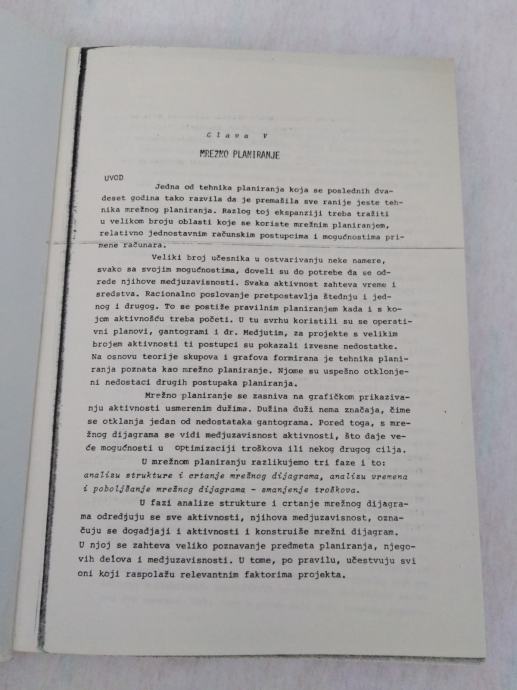 Glava V
MREŽNO PLANIRANJE
UVOD
Jedna od tehnika planiranja koja se poslednih dva-
deset godina tako razvila da je premašila sve ranije jeste teh-
nika mrežnog planiranja. Razlog toj ekspanziji treba tražiti
u velikom broju oblasti koje se koriste mrežnim planiranjem,
relativno jednostavnim računskim postupcima i mogućnostima pri-
mene računara.
Veliki broj učesnika u ostvarivanju neke namere,
svako sa svojim mogućnostima, doveli su do potrebe da se od-
rede njihove medjuzavisnosti. Svaka aktivnost zahteva vreme i
sredstva. Racionalno poslovanje pretpostavlja štednju i jed-
nog i drugog. To se postiže pravilnim planiranjem kada i s ko-
jom aktivnošću treba početi. U tu svrhu koristili su se operati-
vni planovi, gantogrami i dr. Medjutim, za projekte s velikim
brojem aktivnosti ti postupci su pokazali izvesne nedostatke.
Na osnovu teorije skupova i grafova formirana je tehnika plani-
ranja poznata kao mrežno planiranje. Njome su uspešno otklonje-
ni nedostaci drugih postupaka planiranja.
Mrežno planiranje se zasniva na grafičkom prikaziva-
nju aktivnosti usmerenim dužima. Dužina duži nema značaja, čime
se otklanja jedan od nedostataka gantograma. Pored toga, s mre-
žnog dijagrama se vidi medjuzavisnost aktivnosti, što daje ve-
će mogućnosti u optimizaciji troškova ili nekog drugog cilja.
U mrežnom planiranju razlikujemo tri faze i to:
analizu strukture i crtanje mrežnog dijagrama, analizu vremena
i poboljšanje mrežnog dijagrama - smanjenje troškova.
U fazi analize strukture i crtanje mrežnog dijagra-
ma odredjuju se sve aktivnosti, njihova medjuzavisnost, ozna-
čuju se dogadjaji i aktivnosti i konstruiše mrežni dijagram.
U njoj se zahteva veliko poznavanje predmeta planiranja, njego-
vih delova i medjuzavisnosti. U tome, po pravilu, učestvuju svi
oni koji raspolažu relevantnim faktorima projekta.